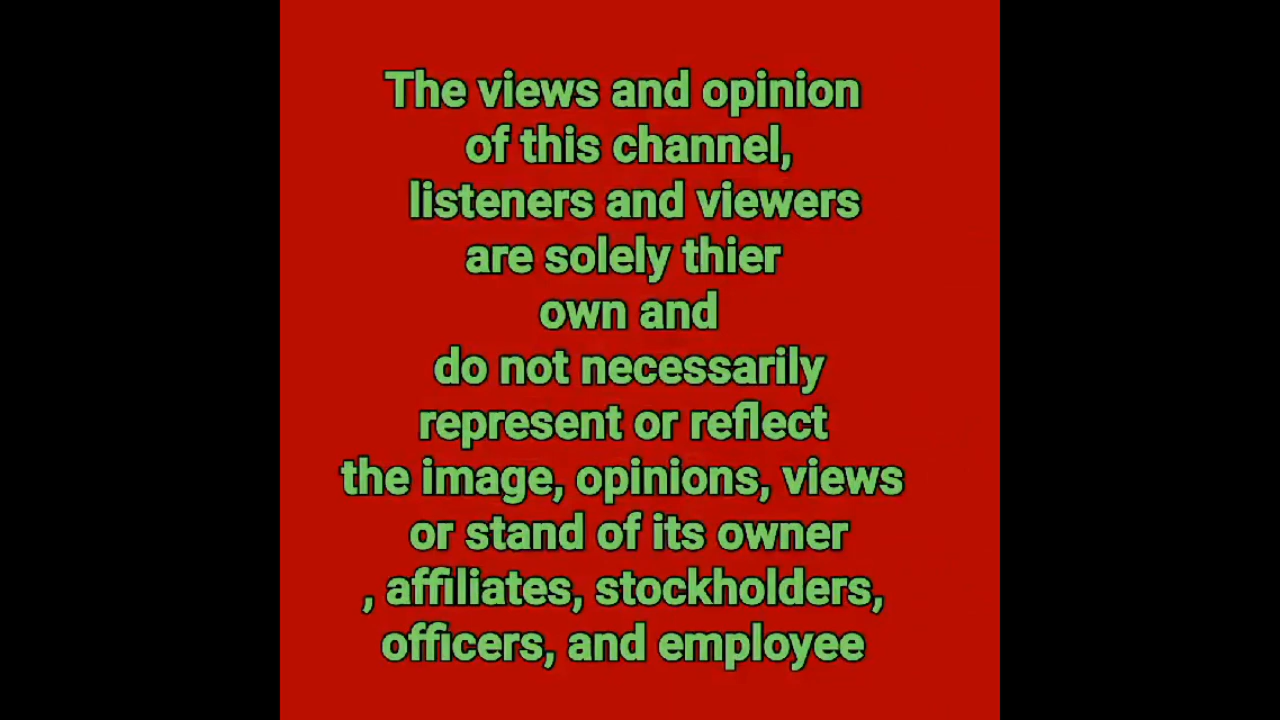 The views and opinion
of this channel,
listeners and viewers
are solely thier
own and
do not necessarily
represent or reflect
the image, opinions, views
or stand of its owner
, affiliates, stockholders,
officers, and employee